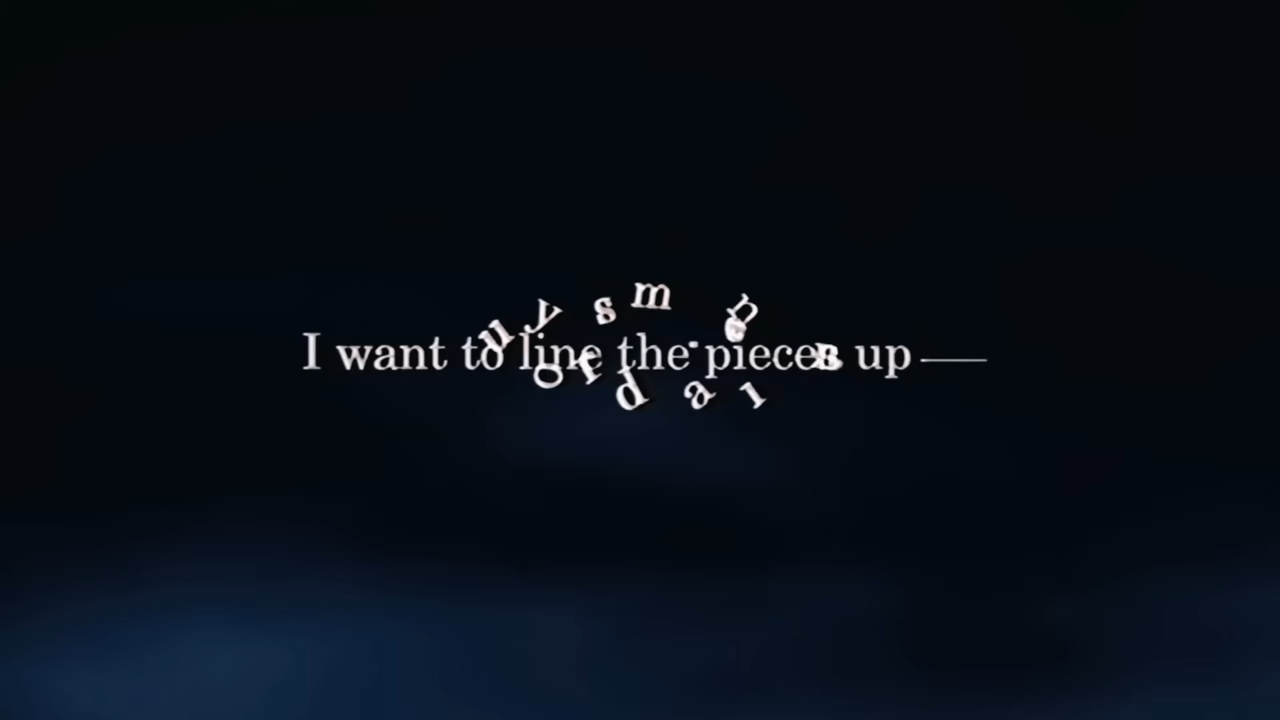 I want to line the pieces up——